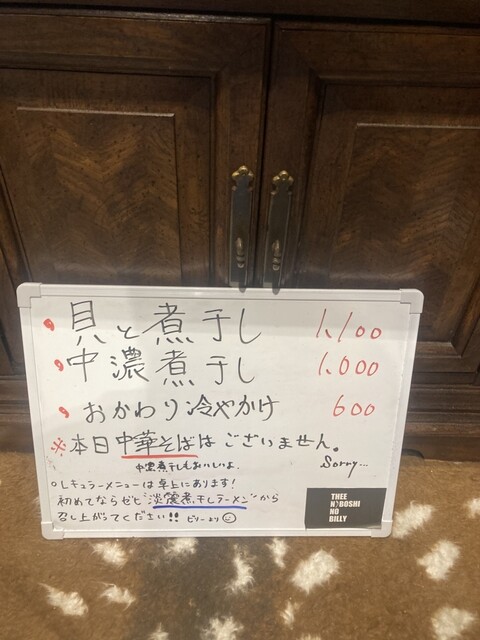 ・貝と煮干し 1,100
・中濃煮干し 1,000
・おかわり冷やかけ 600
※本日中華そばはございません。
中濃煮干しもおいしいよ。 Sorry...
○レギュラーメニューは卓上にあります!
初めてならぜひ"淡麗煮干しラーメン"から
召し上がってください!! ビリーより
THEE
NIBOSHI
NO
BILLY